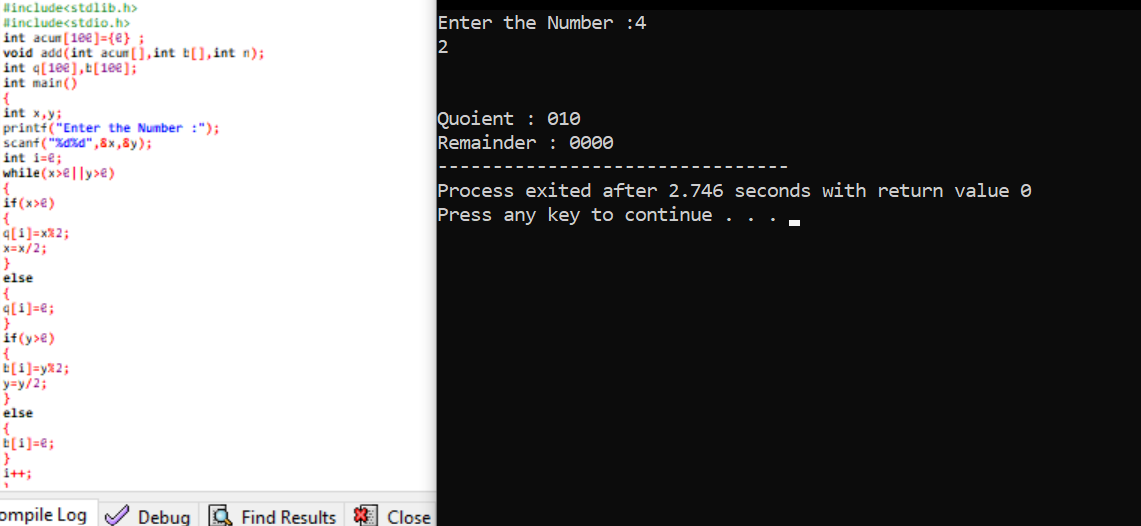 #include<stdlib.h>
#include<stdio.h>
int acum[100]={0} ;
void add(int acum[],int b[],int n);
int q[100],b[100];
int main()
{
int x,y;
printf("Enter the Number :");
scanf("%d%d",&x,&y);
int i=0;
while(x>0||y>0)
{
if(x>0)
{
q[i]=x%2;
x=x/2;
}
else
{
q[i]=0;
}
if(y>0)
{
b[i]=y%2;
y=y/2;
}
else
{
b[i]=0;
}
i++;
ompile Log
Debug
Find Results
Close
Enter the Number :4
2
Quoient : 010
Remainder : 0000
--------------------------------
Process exited after 2.746 seconds with return value 0
Press any key to continue . . .